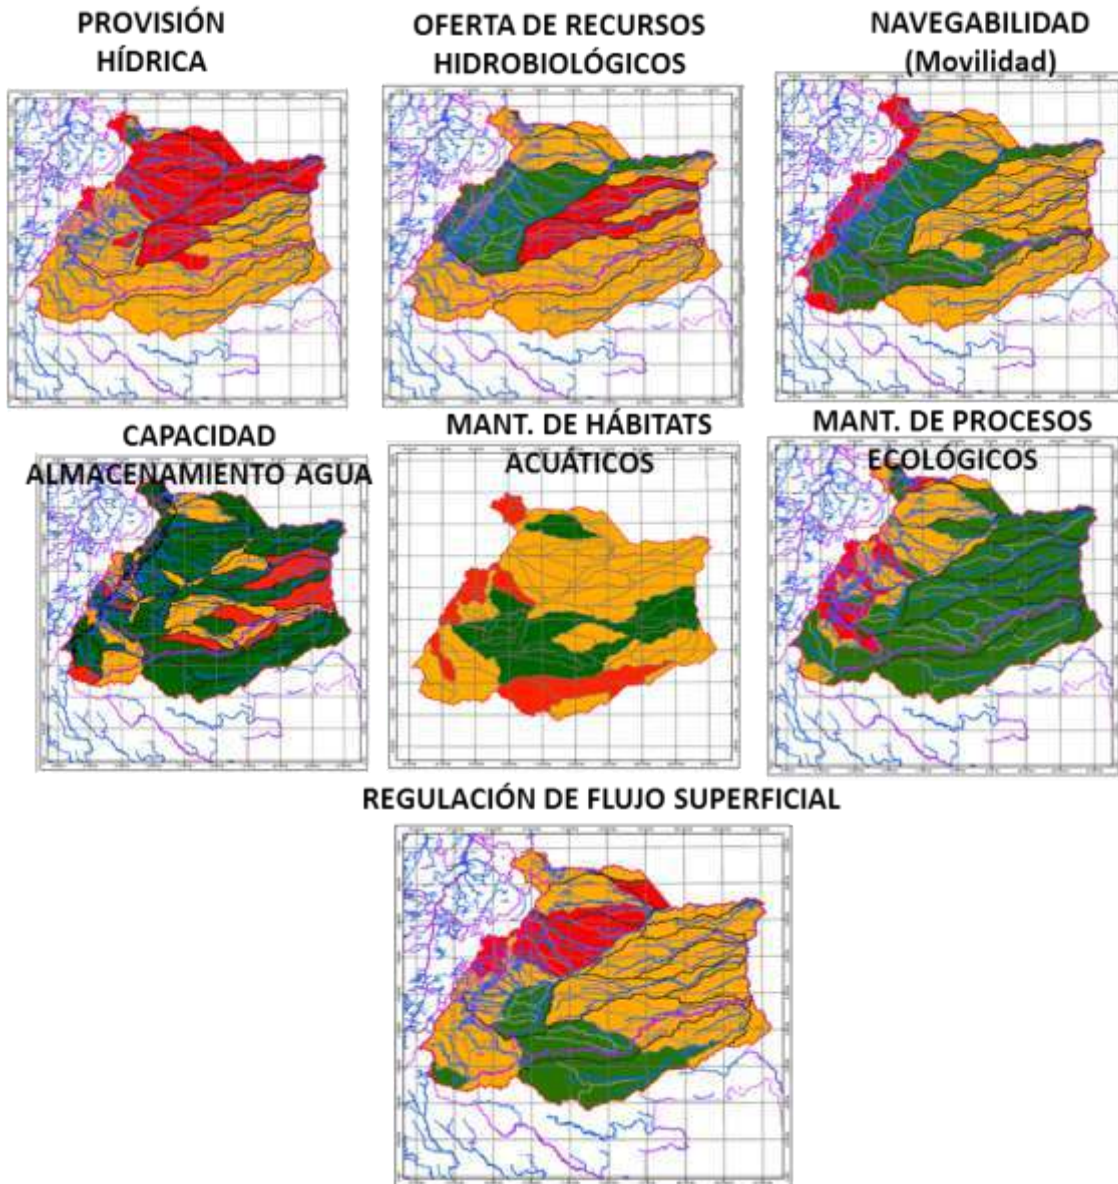 PROVISIÓN
HÍDRICA
OFERTA DE RECURSOS
HIDROBIOLÓGICOS
NAVEGABILIDAD
(Movilidad)
CAPACIDAD
ALMACENAMIENTO AGUA
MANT. DE HÁBITATS
ACUÁTICOS
MANT. DE PROCESOS
ECOLÓGICOS
REGULACIÓN DE FLUJO SUPERFICIAL